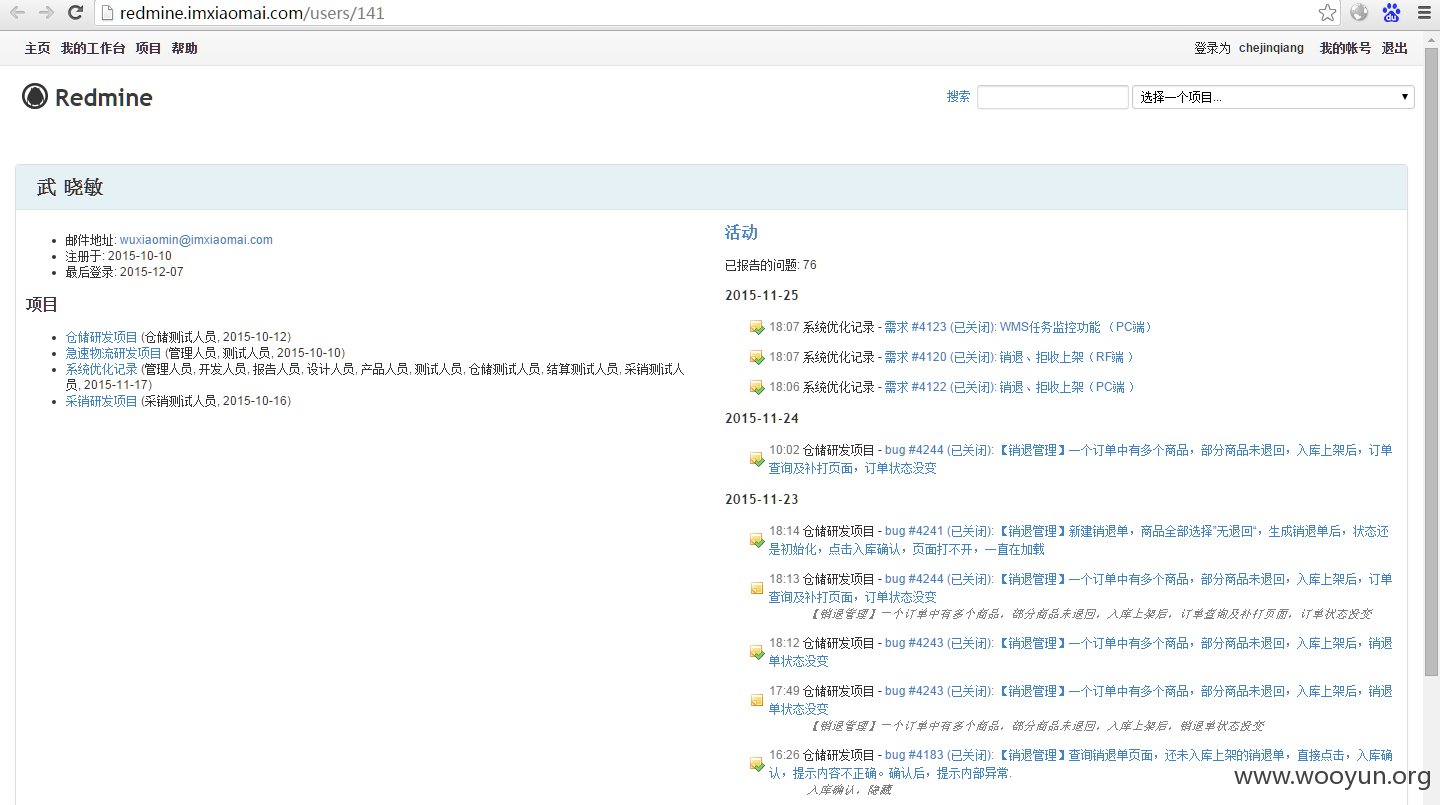 redmine.imxiaomai.com/users/141
主页 我的工作台 项目 帮助
登录为 chejinqiang 我的帐号 退出
Redmine
搜索 选择一个项目...
武 晓敏
邮件地址: wuxiaomin@imxiaomai.com
注册于: 2015-10-10
最后登录: 2015-12-07
项目
仓储研发项目 (仓储测试人员, 2015-10-12)
急速物流研发项目 (管理人员, 测试人员, 2015-10-10)
系统优化记录 (管理人员, 开发人员, 报告人员, 设计人员, 产品人员, 测试人员, 仓储测试人员, 结算测试人员, 采销测试人
员, 2015-11-17)
采销研发项目 (采销测试人员, 2015-10-16)
活动
已报告的问题: 76
2015-11-25
18:07 系统优化记录 - 需求 #4123 (已关闭): WMS任务监控功能 （PC端）
18:07 系统优化记录 - 需求 #4120 (已关闭): 销退、拒收上架（RF端 ）
18:06 系统优化记录 - 需求 #4122 (已关闭): 销退、拒收上架（PC端 ）
2015-11-24
10:02 仓储研发项目 - bug #4244 (已关闭): 【销退管理】一个订单中有多个商品，部分商品未退回，入库上架后，订单
查询及补打页面，订单状态没变
2015-11-23
18:14 仓储研发项目 - bug #4241 (已关闭): 【销退管理】新建销退单，商品全部选择"无退回“，生成销退单后，状态还
是初始化，点击入库确认，页面打不开，一直在加载
18:13 仓储研发项目 - bug #4244 (已关闭): 【销退管理】一个订单中有多个商品，部分商品未退回，入库上架后，订单
查询及补打页面，订单状态没变
【销退管理】一个订单中有多个商品，部分商品未退回，入库上架后，订单查询及补打页面，订单状态没变
18:12 仓储研发项目 - bug #4243 (已关闭): 【销退管理】一个订单中有多个商品，部分商品未退回，入库上架后，销退
单状态没变
17:49 仓储研发项目 - bug #4243 (已关闭): 【销退管理】一个订单中有多个商品，部分商品未退回，入库上架后，销退
单状态没变
【销退管理】一个订单中有多个商品，部分商品未退回，入库上架后，销退单状态没变
16:26 仓储研发项目 - bug #4183 (已关闭): 【销退管理】查询销退单页面，还未入库上架的销退单，直接点击，入库确
认，提示内容不正确。确认后，提示内部异常.
入库确认，隐藏
www.wooyun.org